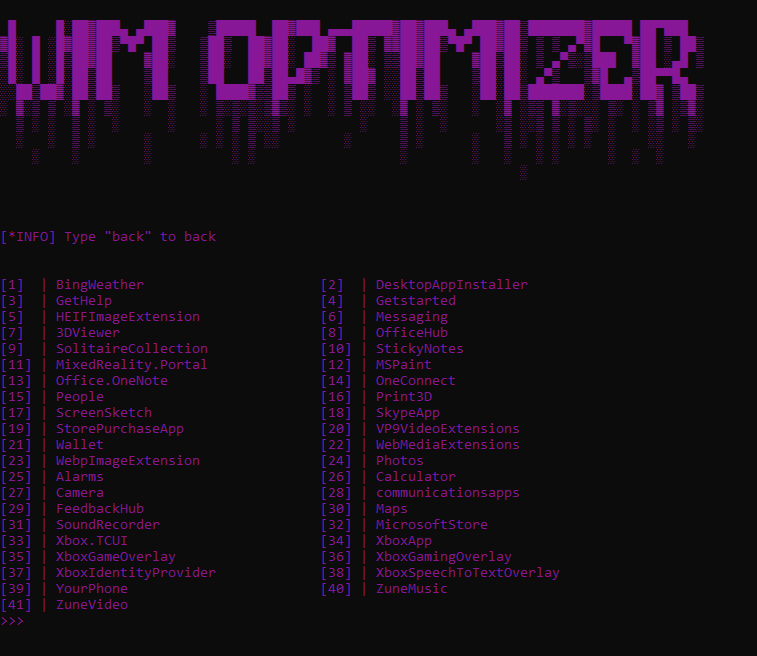 WIN OPTIMIZER
[*INFO] Type "back" to back
[1] | BingWeather [2] | DesktopAppInstaller
[3] | GetHelp [4] | Getstarted
[5] | HEIFImageExtension [6] | Messaging
[7] | 3DViewer [8] | OfficeHub
[9] | SolitaireCollection [10] | StickyNotes
[11] | MixedReality.Portal [12] | MSPaint
[13] | Office.OneNote [14] | OneConnect
[15] | People [16] | Print3D
[17] | ScreenSketch [18] | SkypeApp
[19] | StorePurchaseApp [20] | VP9VideoExtensions
[21] | Wallet [22] | WebMediaExtensions
[23] | WebpImageExtension [24] | Photos
[25] | Alarms [26] | Calculator
[27] | Camera [28] | communicationsapps
[29] | FeedbackHub [30] | Maps
[31] | SoundRecorder [32] | MicrosoftStore
[33] | Xbox.TCUI [34] | XboxApp
[35] | XboxGameOverlay [36] | XboxGamingOverlay
[37] | XboxIdentityProvider [38] | XboxSpeechToTextOverlay
[39] | YourPhone [40] | ZuneMusic
[41] | ZuneVideo
>>>